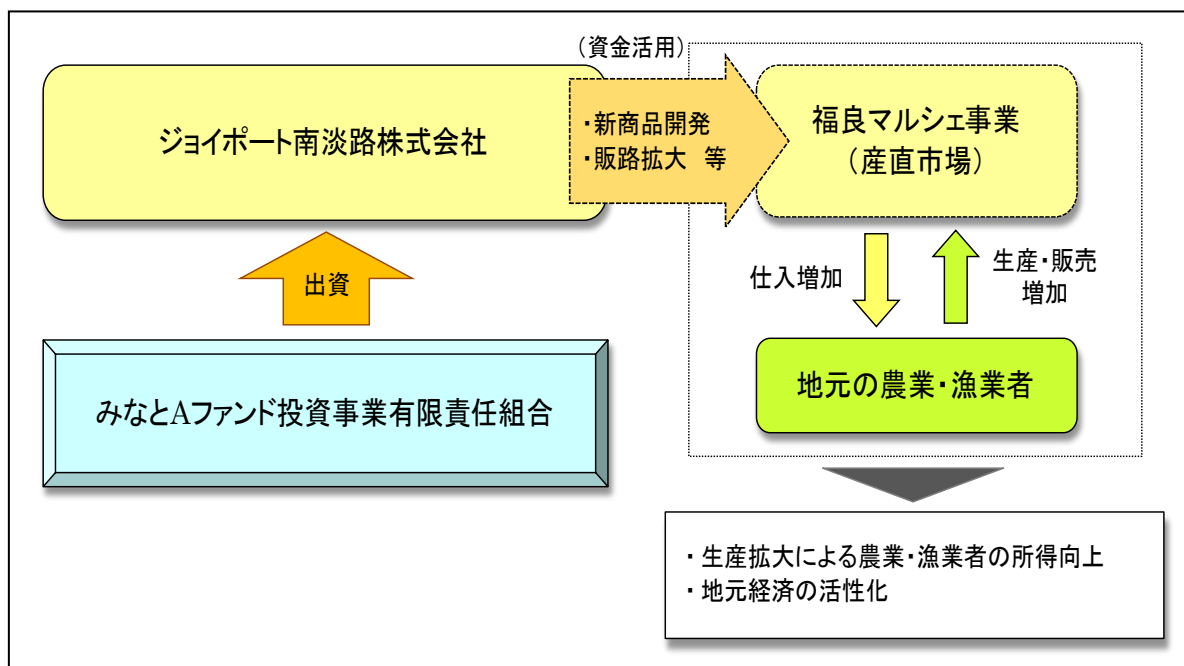 （資金活用）
ジョイポート南淡路株式会社
・新商品開発
・販路拡大　等
福良マルシェ事業
（産直市場）
出資
仕入増加
生産・販売
増加
みなとAファンド投資事業有限責任組合
地元の農業・漁業者
・生産拡大による農業・漁業者の所得向上
・地元経済の活性化